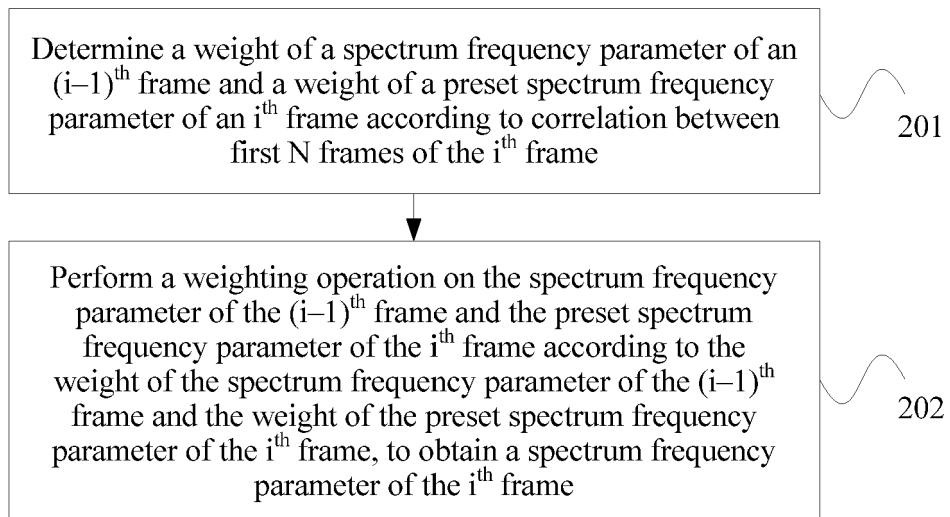 Determine a weight of a spectrum frequency parameter of an
(i–1)th frame and a weight of a preset spectrum frequency
parameter of an ith frame according to correlation between
first N frames of the ith frame
201
Perform a weighting operation on the spectrum frequency
parameter of the (i–1)th frame and the preset spectrum
frequency parameter of the ith frame according to the
weight of the spectrum frequency parameter of the (i–1)th
frame and the weight of the preset spectrum frequency
parameter of the ith frame, to obtain a spectrum frequency
parameter of the ith frame
202